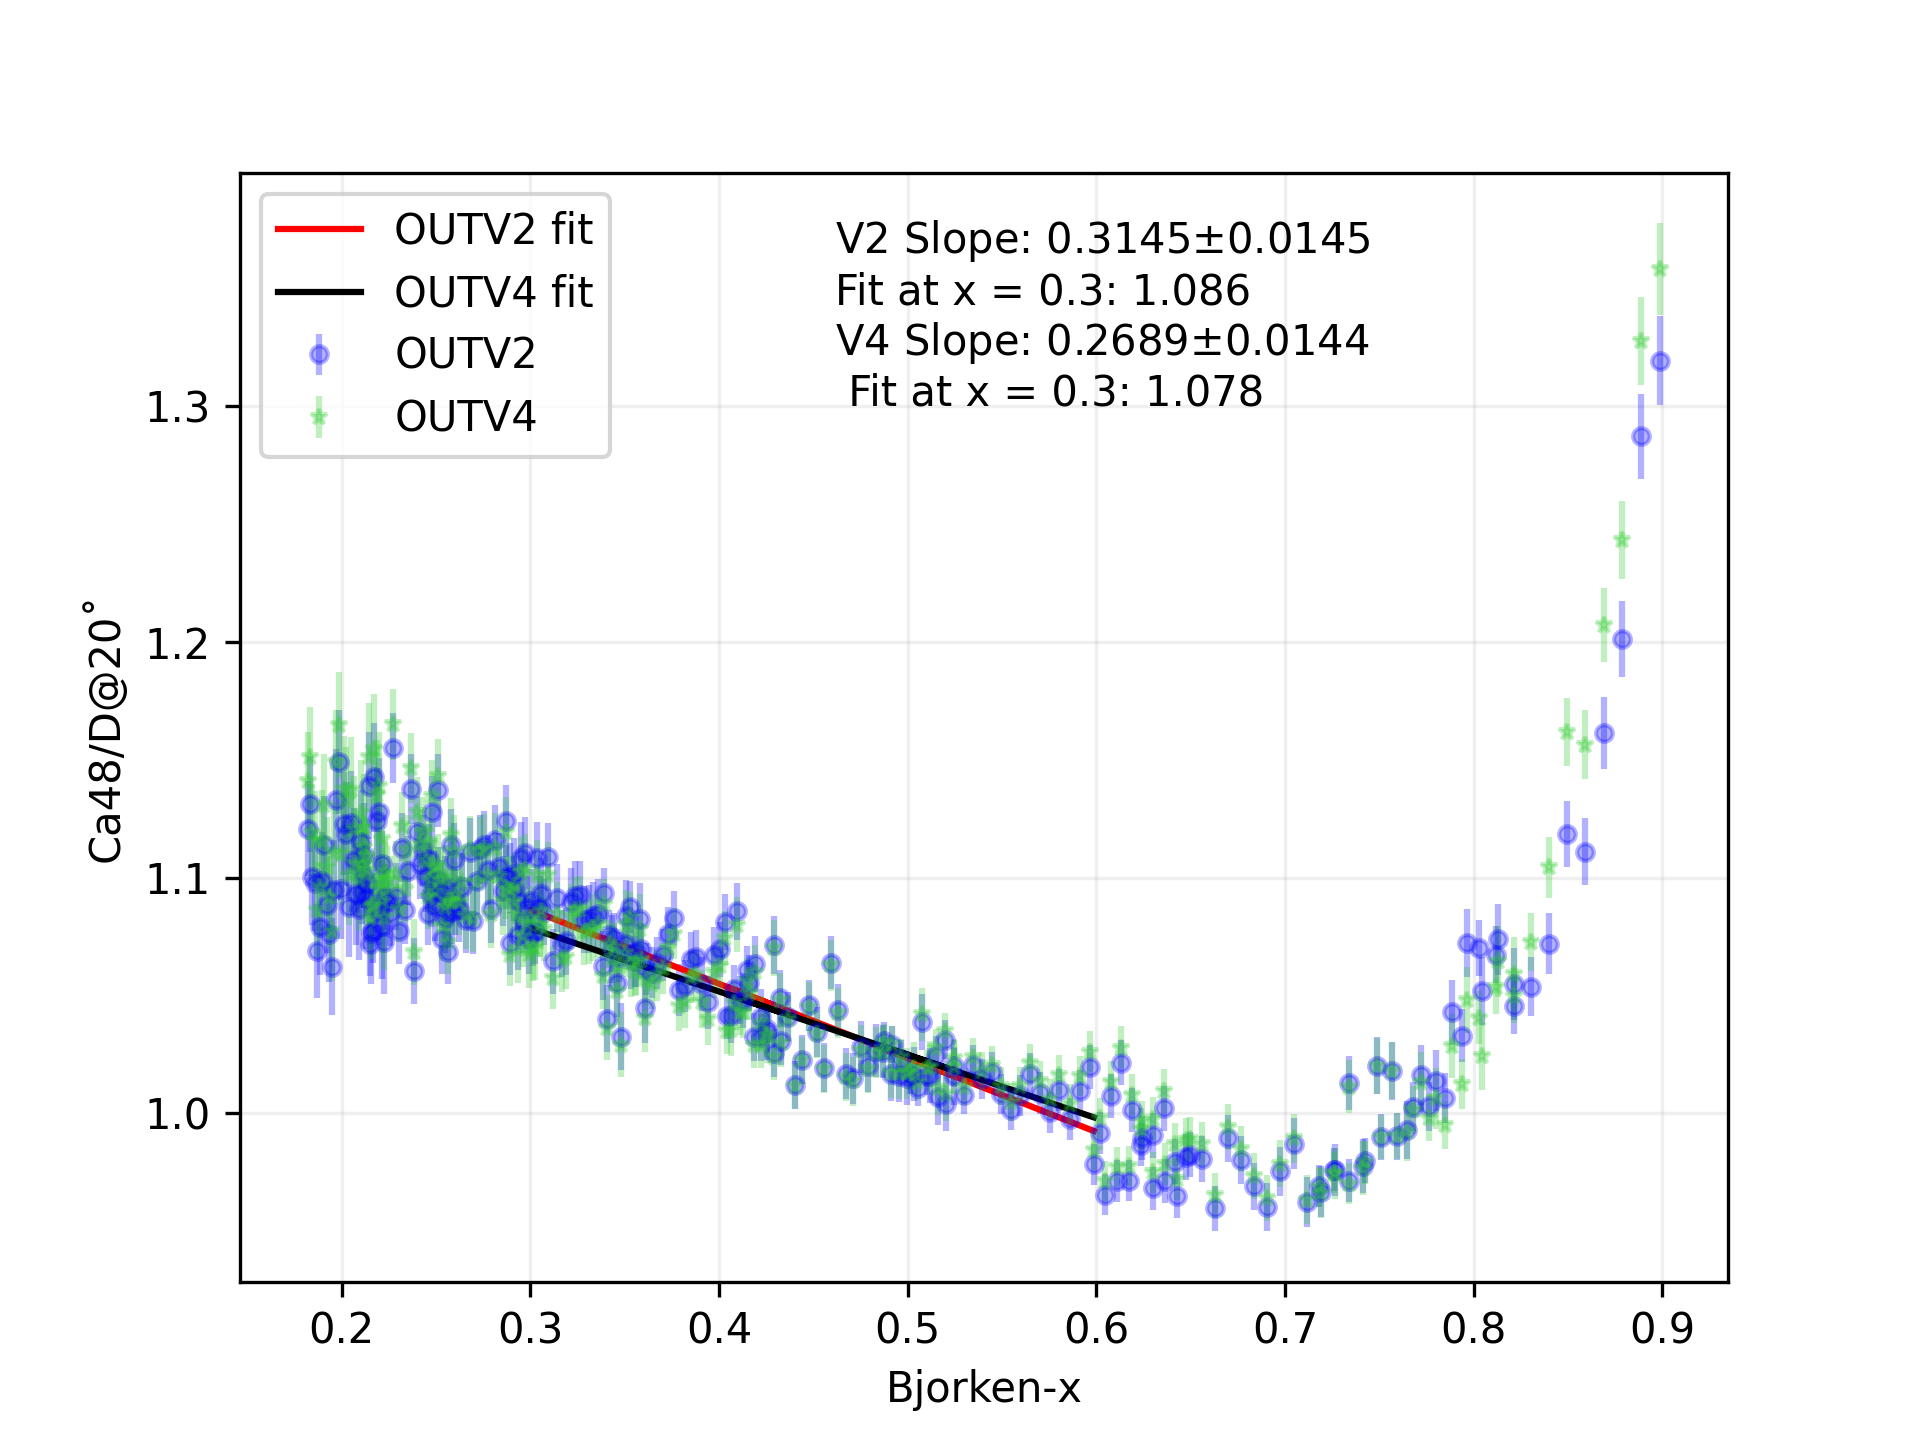 OUTV2 fit
OUTV4 fit
OUTV2
OUTV4
V2 Slope: 0.3145±0.0145
Fit at x = 0.3: 1.086
V4 Slope: 0.2689±0.0144
Fit at x = 0.3: 1.078
Ca48/D@20°
1.3
1.2
1.1
1.0
0.2 0.3 0.4 0.5 0.6 0.7 0.8 0.9
Bjorken-x